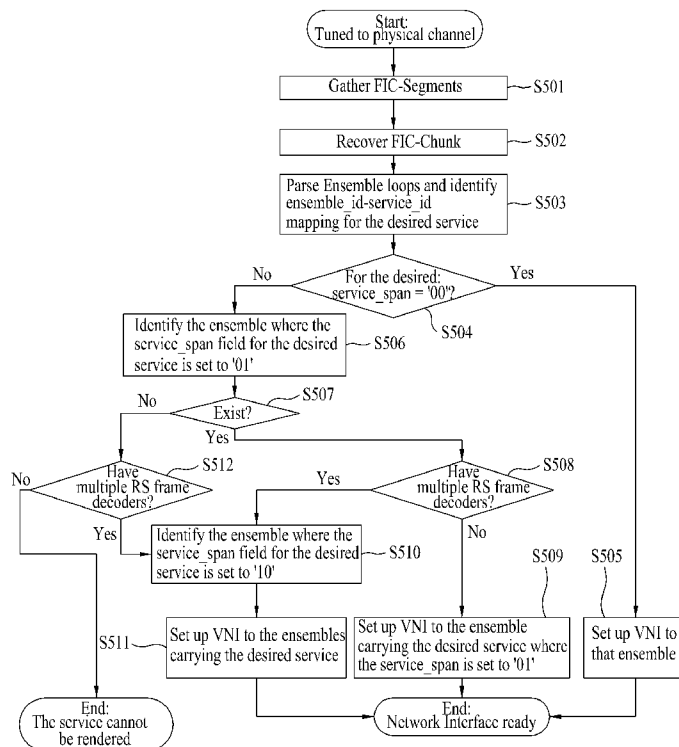 Start:
Tuned to physical channel
Gather FIC-Segments
S501
Recover FIC-Chunk
S502
Parse Ensemble loops and identify
ensemble_id-service_id
mapping for the desired service
S503
No
For the desired:
service_span = '00'?
Yes
S504
Identify the ensemble where the
service_span field for the desired
service is set to '01'
S506
S507
No
Exist?
Yes
S512
No
Have
multiple RS frame
decoders?
Yes
S508
Yes
Have
multiple RS frame
decoders?
No
Identify the ensemble where the
service_span field for the desired
service is set to '10'
S510
S509
S505
S511
Set up VNI to the ensembles
carrying the desired service
Set up VNI to the ensemble
carrying the desired service where
the service_span is set to '01'
Set up VNI to
that ensemble
End:
The service cannot
be rendered
End:
Network Interface ready